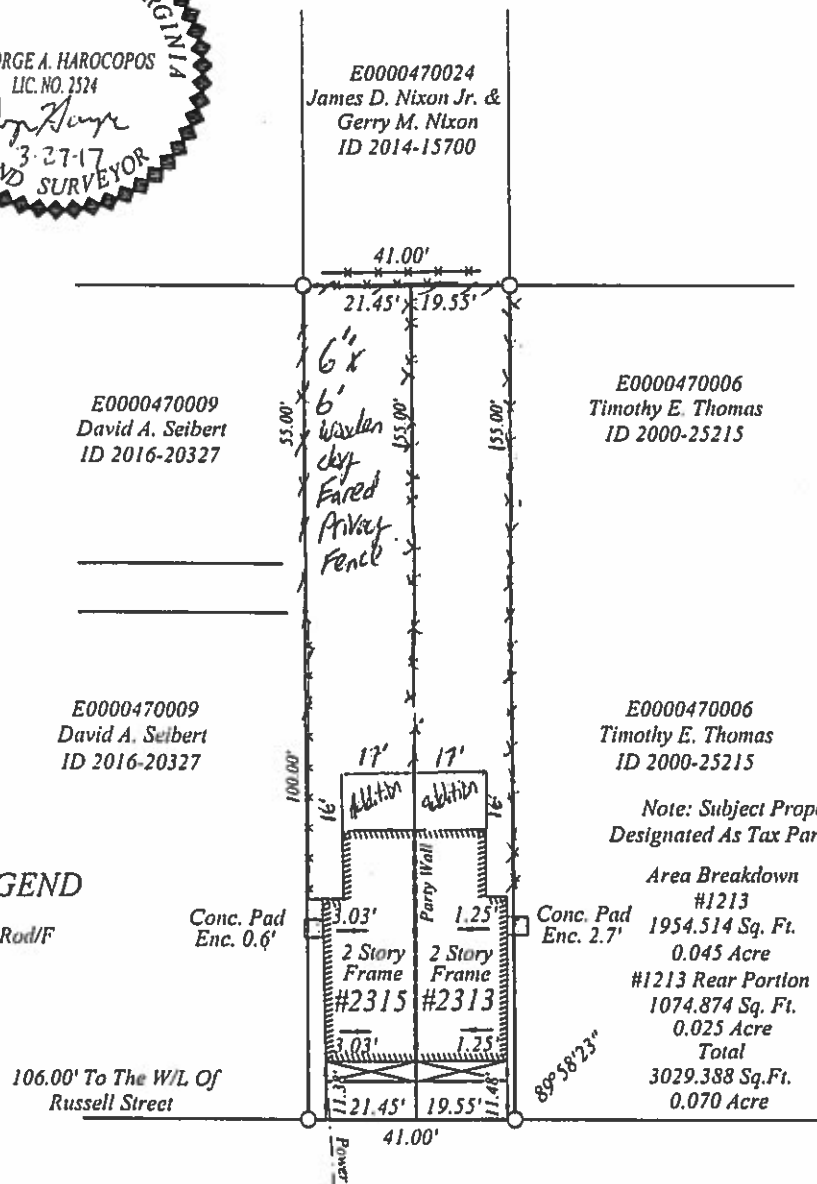 GINIA
RGE A. HAROCOPOS
LIC. NO. 2524
3-27-17
ND SURVEYOR
E0000470024
James D. Nixon Jr. &
Gerry M. Nixon
ID 2014-15700
41.00'
21.45' 19.55'
E0000470009
David A. Seibert
ID 2016-20327
55.00'
6" x
6'
wooden
dog
Eared
Privacy
Fence
155.00'
155.00'
E0000470006
Timothy E. Thomas
ID 2000-25215
E0000470009
David A. Seibert
ID 2016-20327
100.00'
17' 17'
Addition addition
16' 16'
E0000470006
Timothy E. Thomas
ID 2000-25215
Note: Subject Prope
Designated As Tax Par
GEND
Rod/F
Conc. Pad
Enc. 0.6'
3.03'
Party Wall
1.25'
Conc. Pad
Enc. 2.7'
2 Story
Frame
#2315
2 Story
Frame
#2313
3.03'
1.25'
Area Breakdown
#1213
1954.514 Sq. Ft.
0.045 Acre
#1213 Rear Portion
1074.874 Sq. Ft.
0.025 Acre
Total
3029.388 Sq.Ft.
0.070 Acre
89°58'23"
106.00' To The W/L Of
Russell Street
11.38'
21.45' 19.55'
11.48'
41.00'
Power